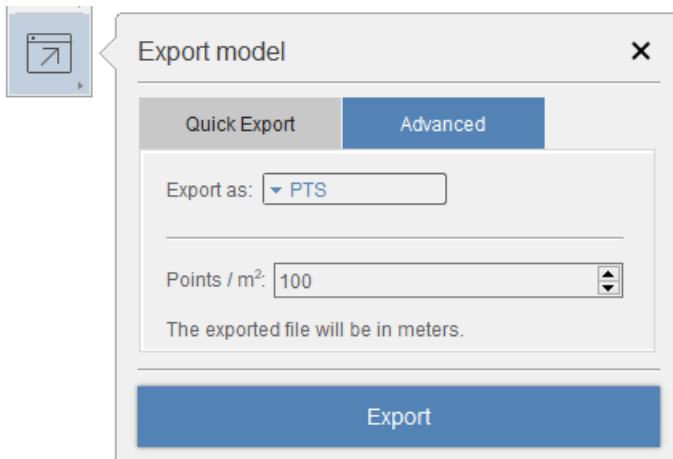 Export model
Quick Export Advanced
Export as: PTS
Points / m²: 100
The exported file will be in meters.
Export